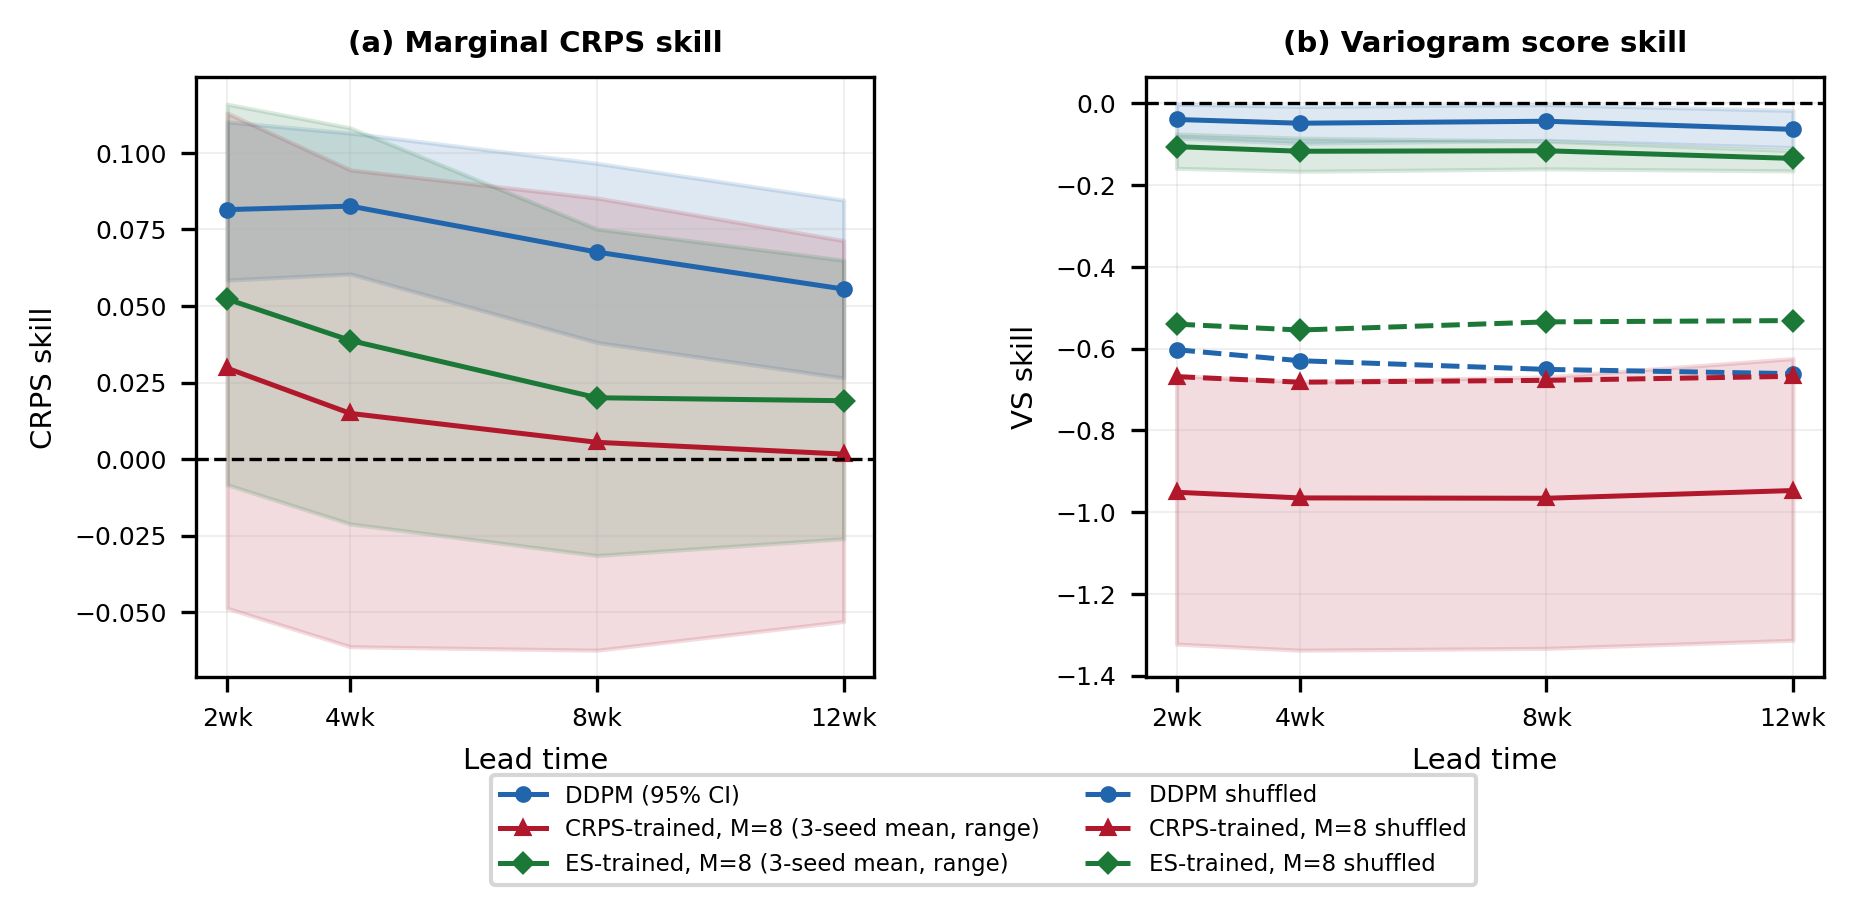 (a) Marginal CRPS skill
CRPS skill
0.100
0.075
0.050
0.025
0.000
−0.025
−0.050
2wk
4wk
8wk
12wk
Lead time
(b) Variogram score skill
VS skill
0.0
−0.2
−0.4
−0.6
−0.8
−1.0
−1.2
−1.4
2wk
4wk
8wk
12wk
Lead time
DDPM (95% CI)
CRPS-trained, M=8 (3-seed mean, range)
ES-trained, M=8 (3-seed mean, range)
DDPM shuffled
CRPS-trained, M=8 shuffled
ES-trained, M=8 shuffled